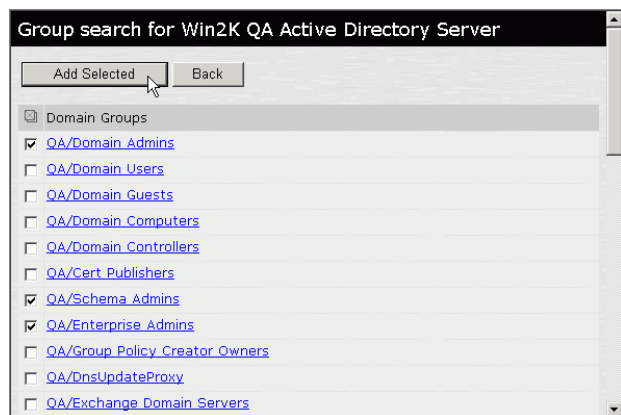 Group search for Win2K QA Active Directory Server
Add Selected Back
Domain Groups
QA/Domain Admins
QA/Domain Users
QA/Domain Guests
QA/Domain Computers
QA/Domain Controllers
QA/Cert Publishers
QA/Schema Admins
QA/Enterprise Admins
QA/Group Policy Creator Owners
QA/DnsUpdateProxy
QA/Exchange Domain Servers